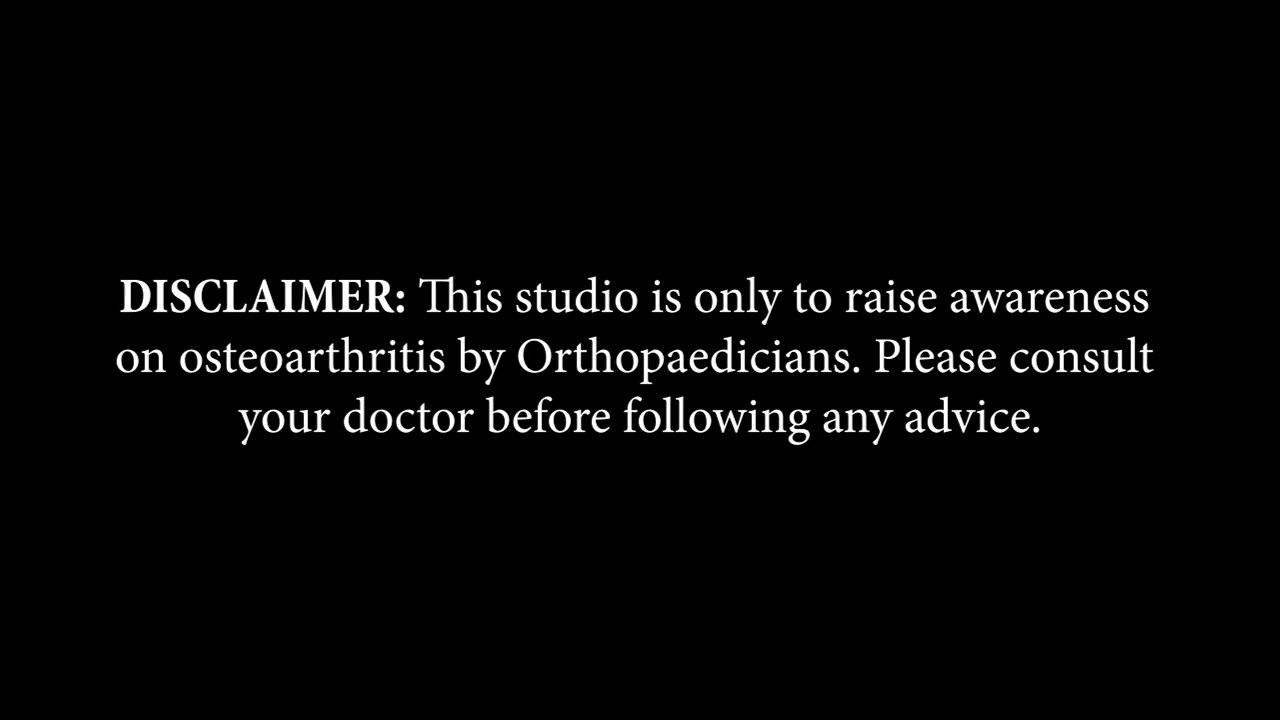 DISCLAIMER: This studio is only to raise awareness
on osteoarthritis by Orthopaedicians. Please consult
your doctor before following any advice.